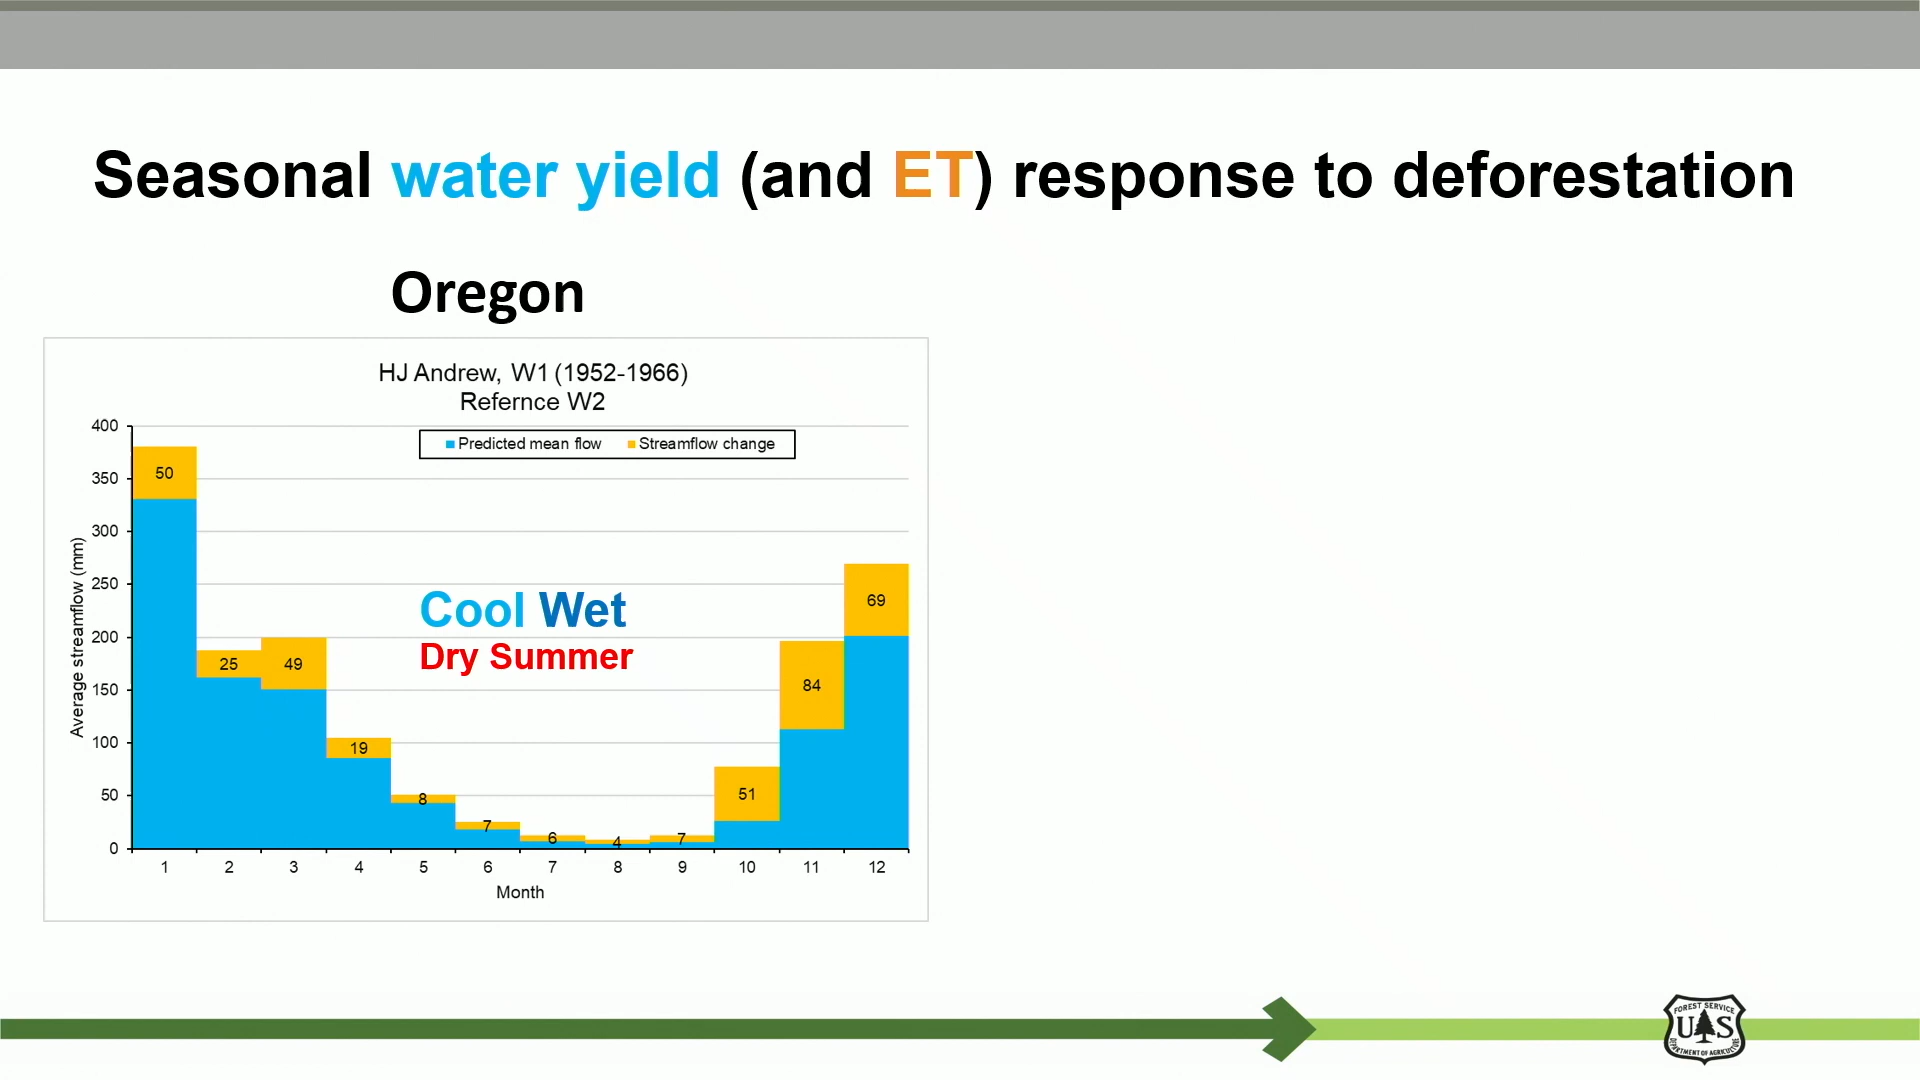 Seasonal water yield (and ET) response to deforestation
Oregon
HJ Andrew, W1 (1952-1966)
Refernce W2
Predicted mean flow Streamflow change
Average streamflow (mm)
400
350
300
250
200
150
100
50
0
50
25
49
19
8
7
6
4
7
51
84
69
Cool Wet
Dry Summer
1 2 3 4 5 6 7 8 9 10 11 12
Month
FOREST SERVICE
U S
DEPARTMENT OF AGRICULTURE